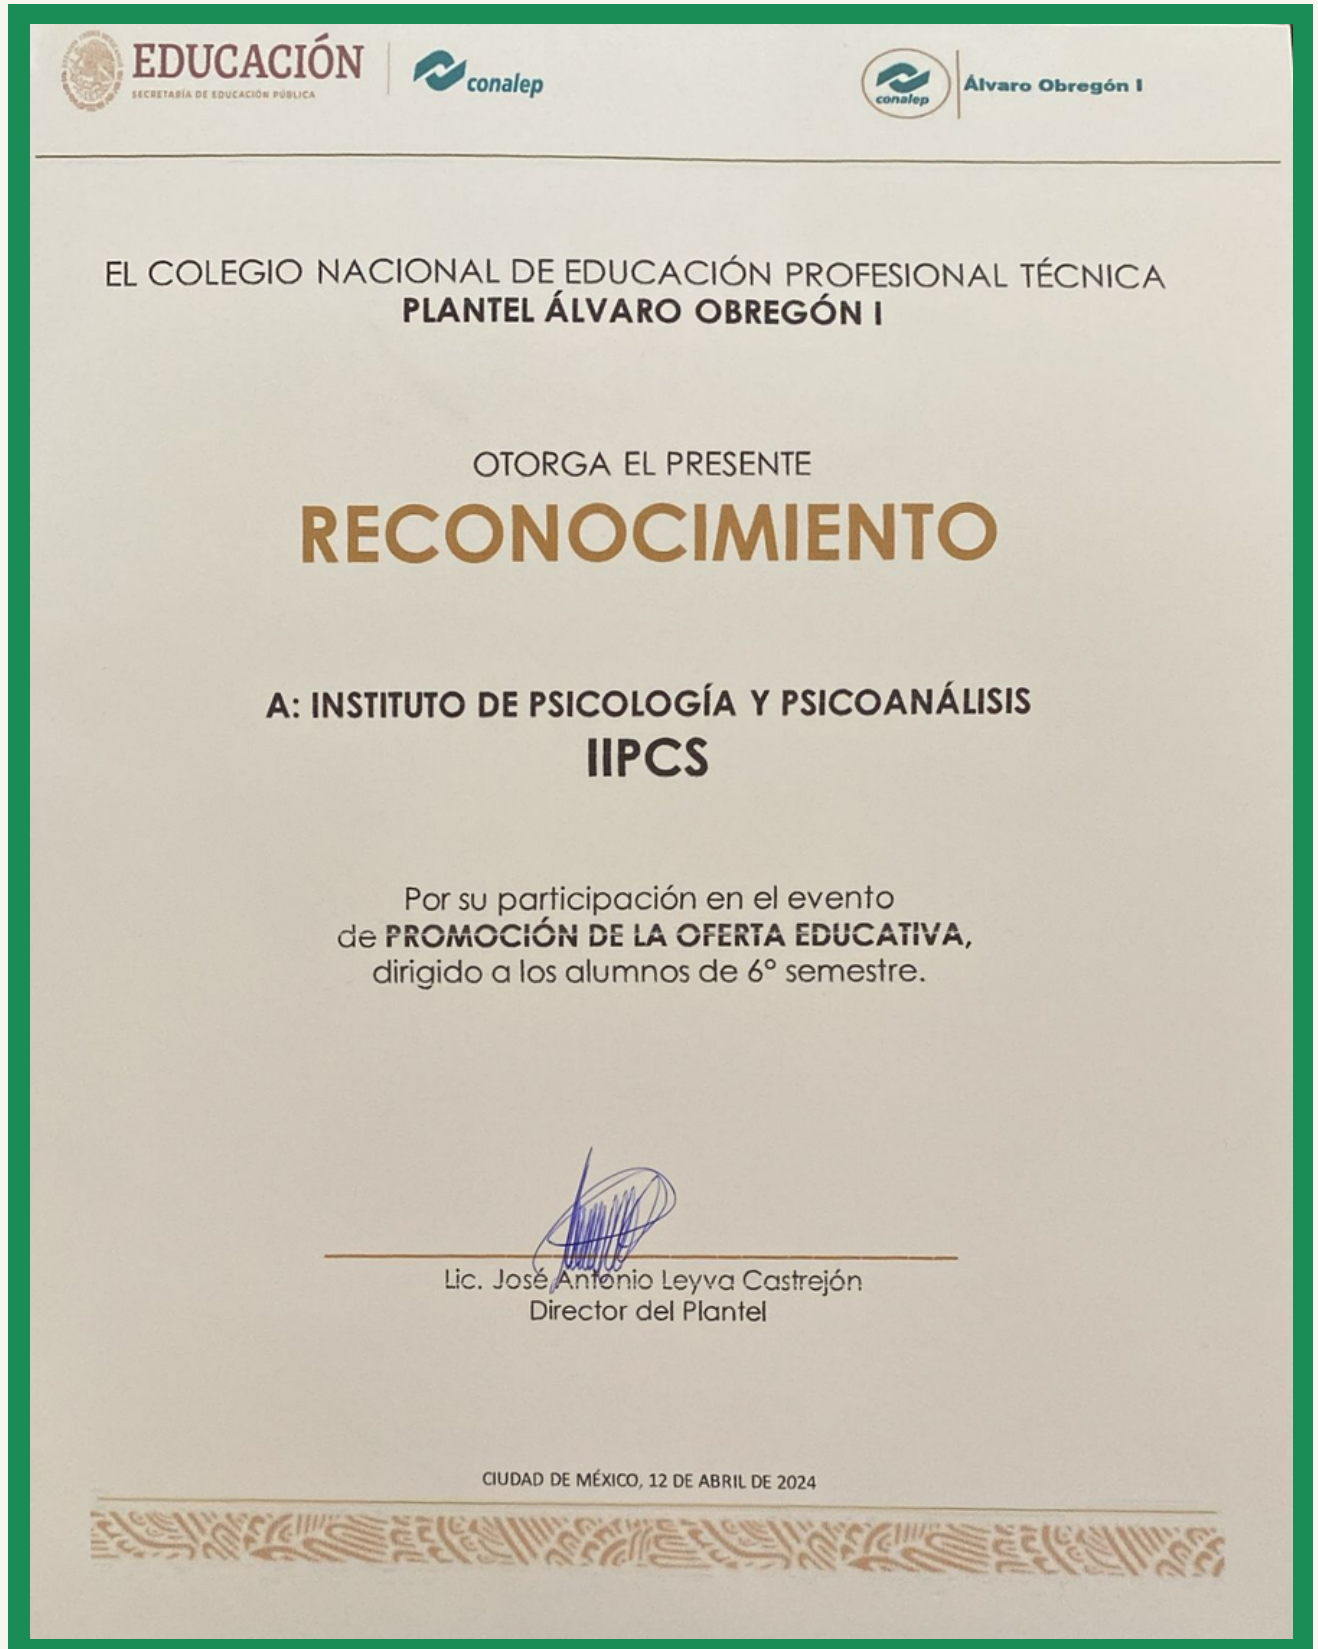 EDUCACIÓN
SECRETARÍA DE EDUCACIÓN PÚBLICA
conalep
conalep
Álvaro Obregón I
EL COLEGIO NACIONAL DE EDUCACIÓN PROFESIONAL TÉCNICA
PLANTEL ÁLVARO OBREGÓN I
OTORGA EL PRESENTE
RECONOCIMIENTO
A: INSTITUTO DE PSICOLOGÍA Y PSICOANÁLISIS
IIPCS
Por su participación en el evento
de PROMOCIÓN DE LA OFERTA EDUCATIVA,
dirigido a los alumnos de 6° semestre.
Lic. José Antonio Leyva Castrejón
Director del Plantel
CIUDAD DE MÉXICO, 12 DE ABRIL DE 2024